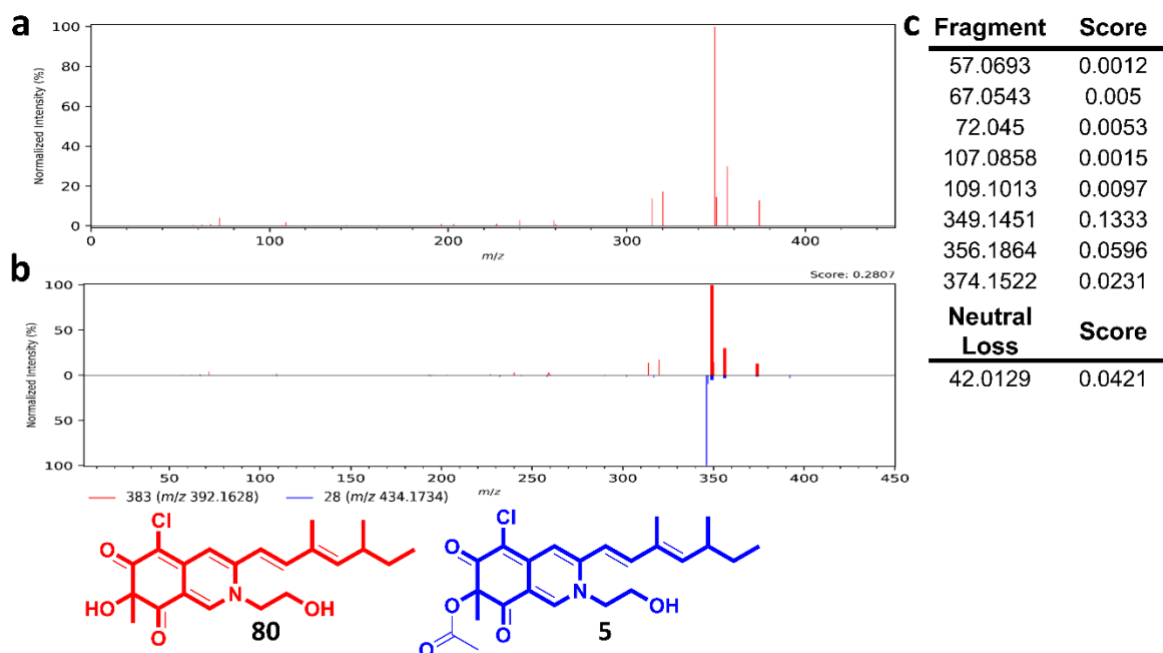 a
Normalized Intensity (%)
100
80
60
40
20
0
0
100
200
300
400
m/z
b
Score: 0.2807
Normalized Intensity (%)
100
50
0
50
100
50
100
150
200
250
300
350
400
450
m/z
383 (m/z 392.1628)
28 (m/z 434.1734)
Cl
O
HO
O
N
OH
80
Cl
O
O
O
O
N
OH
5
c
Fragment Score
57.0693 0.0012
67.0543 0.005
72.045 0.0053
107.0858 0.0015
109.1013 0.0097
349.1451 0.1333
356.1864 0.0596
374.1522 0.0231
Neutral
Loss Score
42.0129 0.0421